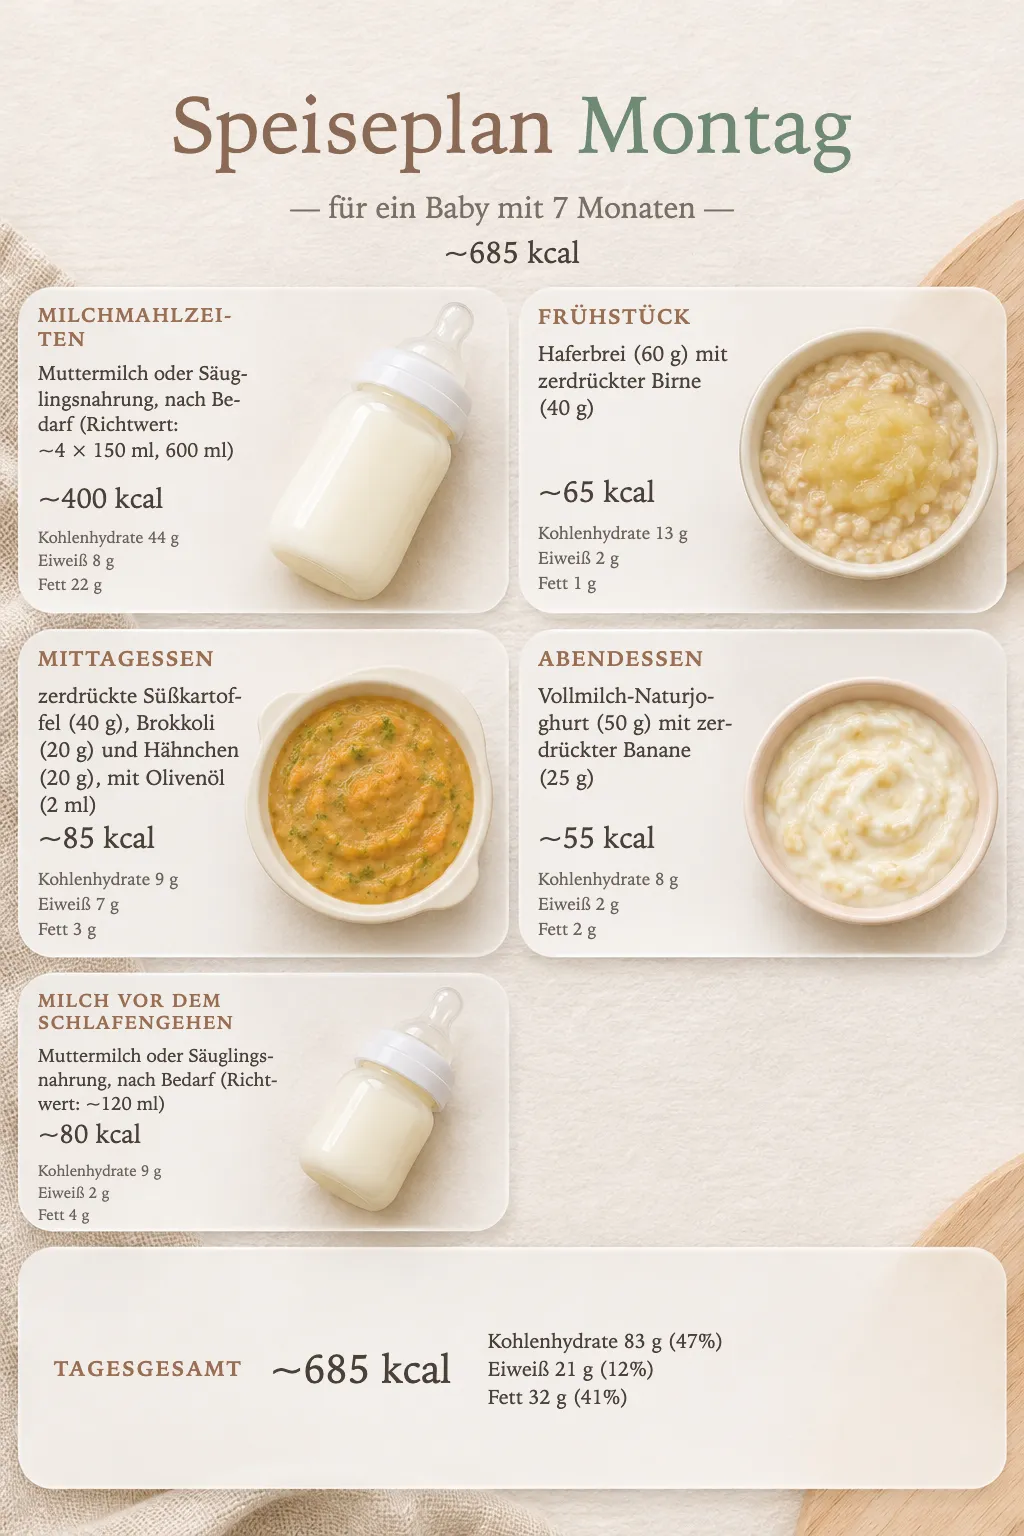 Speiseplan Montag
— für ein Baby mit 7 Monaten —
~685 kcal
MILCHMAHLZEI-
TEN
Muttermilch oder Säug-
lingsnahrung, nach Be-
darf (Richtwert:
~4 × 150 ml, 600 ml)
~400 kcal
Kohlenhydrate 44 g
Eiweiß 8 g
Fett 22 g
FRÜHSTÜCK
Haferbrei (60 g) mit
zerdrückter Birne
(40 g)
~65 kcal
Kohlenhydrate 13 g
Eiweiß 2 g
Fett 1 g
MITTAGESSEN
zerdrückte Süßkartof-
fel (40 g), Brokkoli
(20 g) und Hähnchen
(20 g), mit Olivenöl
(2 ml)
~85 kcal
Kohlenhydrate 9 g
Eiweiß 7 g
Fett 3 g
ABENDESSEN
Vollmilch-Naturjo-
ghurt (50 g) mit zer-
drückter Banane
(25 g)
~55 kcal
Kohlenhydrate 8 g
Eiweiß 2 g
Fett 2 g
MILCH VOR DEM
SCHLAFENGEHEN
Muttermilch oder Säuglings-
nahrung, nach Bedarf (Richt-
wert: ~120 ml)
~80 kcal
Kohlenhydrate 9 g
Eiweiß 2 g
Fett 4 g
TAGESGESAMT
~685 kcal
Kohlenhydrate 83 g (47%)
Eiweiß 21 g (12%)
Fett 32 g (41%)